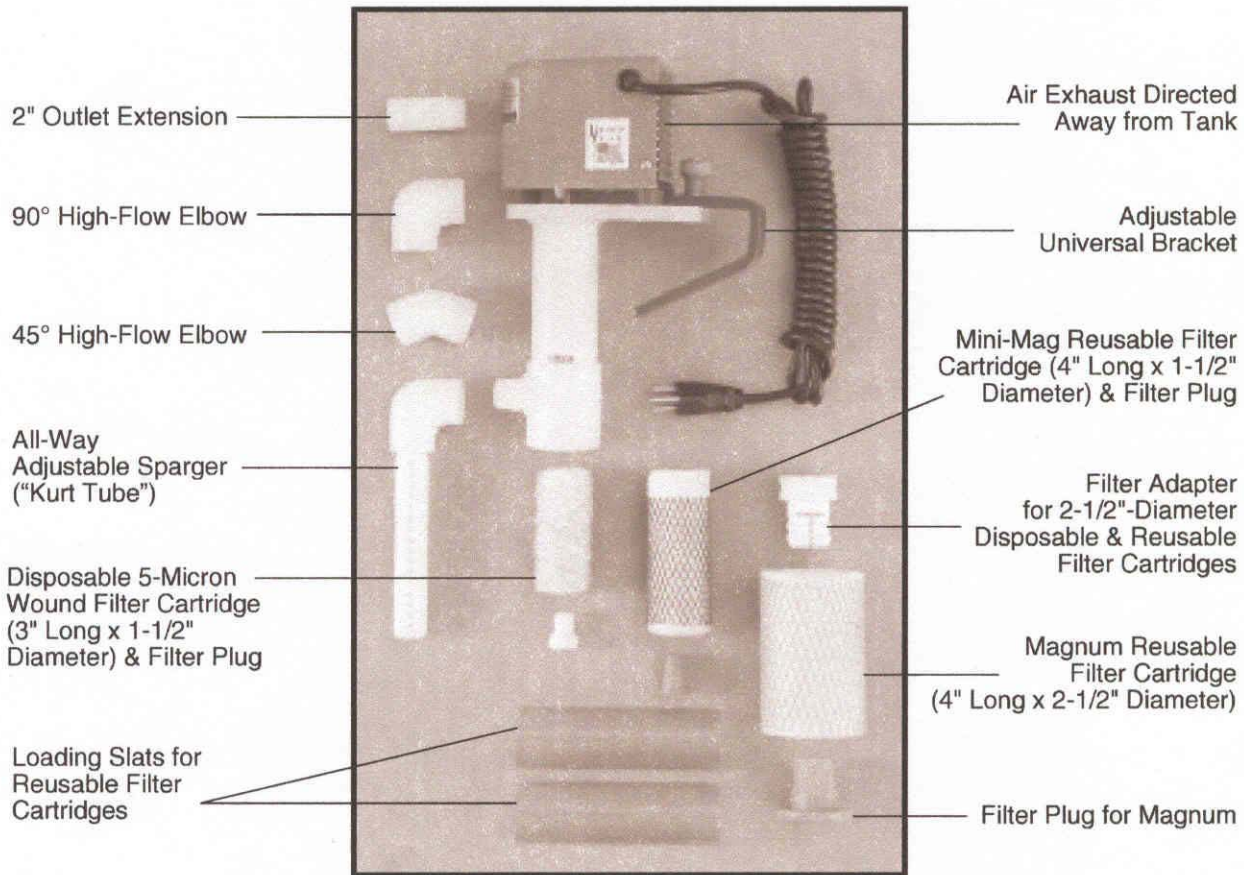 2" Outlet Extension
90° High-Flow Elbow
45° High-Flow Elbow
All-Way
Adjustable Sparger
(“Kurt Tube”)
Disposable 5-Micron
Wound Filter Cartridge
(3" Long x 1-1/2"
Diameter) & Filter Plug
Loading Slats for
Reusable Filter
Cartridges
Air Exhaust Directed
Away from Tank
Adjustable
Universal Bracket
Mini-Mag Reusable Filter
Cartridge (4" Long x 1-1/2"
Diameter) & Filter Plug
Filter Adapter
for 2-1/2"-Diameter
Disposable & Reusable
Filter Cartridges
Magnum Reusable
Filter Cartridge
(4" Long x 2-1/2" Diameter)
Filter Plug for Magnum